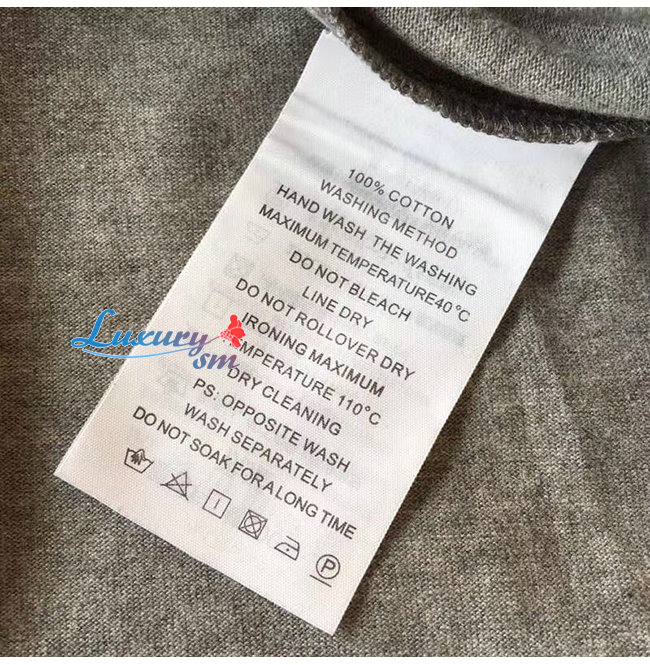 100% COTTON
WASHING METHOD
HAND WASH THE WASHING
MAXIMUM TEMPERATURE40 °C
DO NOT BLEACH
LINE DRY
DO NOT ROLLOVER DRY
IRONING MAXIMUM
EMPERATURE 110°C
DRY CLEANING
PS: OPPOSITE WASH
WASH SEPARATELY
DO NOT SOAK FOR A LONG TIME
P
Luxury
sm